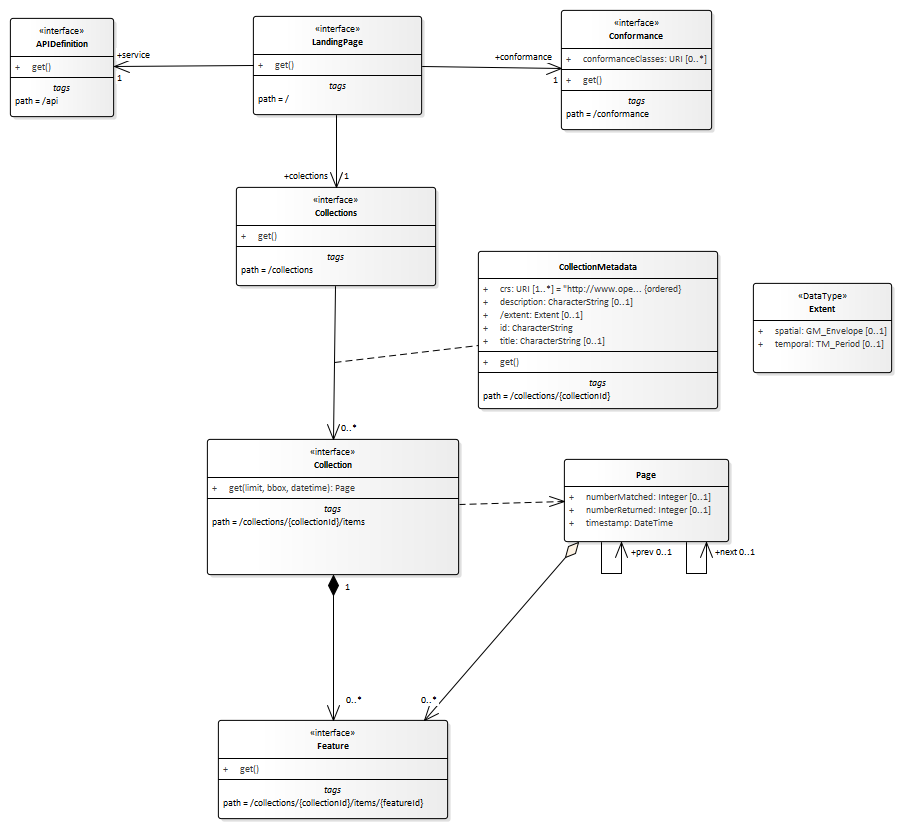 «interface»
APIDefinition
+ get()
tags
path = /api
+service
1
«interface»
LandingPage
+ get()
tags
path = /
+conformance
1
«interface»
Conformance
+ conformanceClasses: URI [0..*]
+ get()
tags
path = /conformance
+colections
1
«interface»
Collections
+ get()
tags
path = /collections
CollectionMetadata
+ crs: URI [1..*] = "http://www.ope... {ordered}
+ description: CharacterString [0..1]
+ /extent: Extent [0..1]
+ id: CharacterString
+ title: CharacterString [0..1]
+ get()
tags
path = /collections/{collectionId}
«DataType»
Extent
+ spatial: GM_Envelope [0..1]
+ temporal: TM_Period [0..1]
0..*
«interface»
Collection
+ get(limit, bbox, datetime): Page
tags
path = /collections/{collectionId}/items
Page
+ numberMatched: Integer [0..1]
+ numberReturned: Integer [0..1]
+ timestamp: DateTime
+prev 0..1
+next 0..1
1
0..*
0..*
«interface»
Feature
+ get()
tags
path = /collections/{collectionId}/items/{featureId}